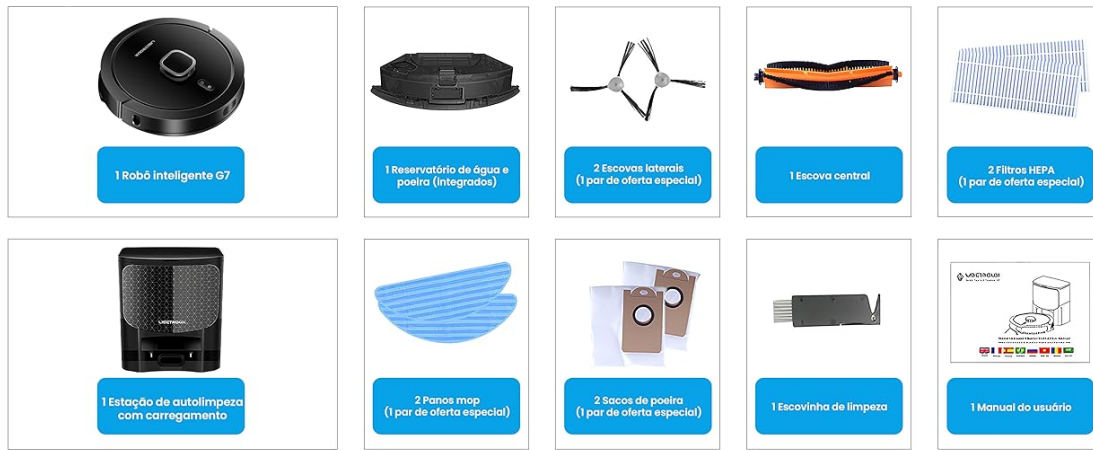 1 Robô inteligente G7
1 Reservatório de água e
poeira (Integrados)
2 Escovas laterais
(1 par de oferta especial)
1 Escova central
2 Filtros HEPA
(1 par de oferta especial)
LIECTROUX
1 Estação de autolimpeza
com carregamento
2 Panos mop
(1 par de oferta especial)
2 Sacos de poeira
(1 par de oferta especial)
1 Escovinha de limpeza
LIECTROUX
1 Manual do usuário